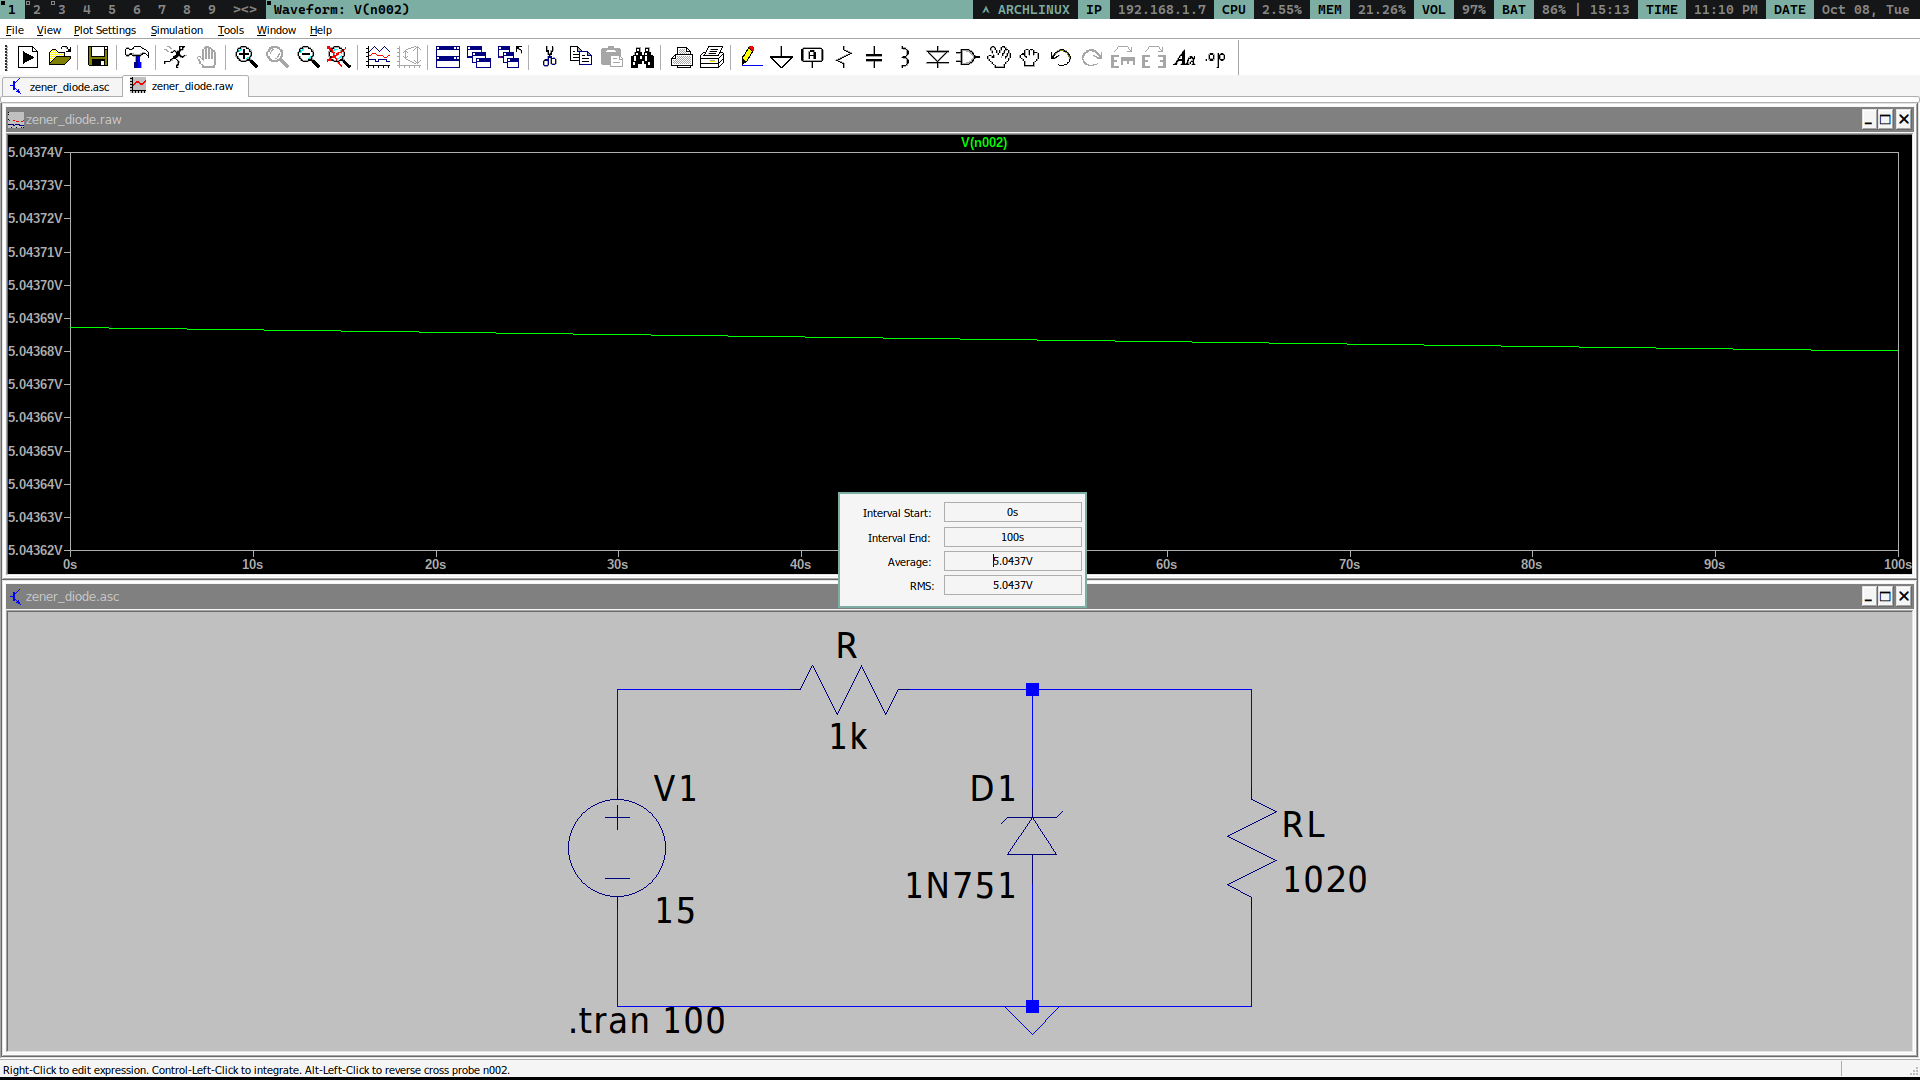 1 2 3 4 5 6 7 8 9 ><> Waveform: V(n002) ARCHLINUX IP 192.168.1.7 CPU 2.55% MEM 21.26% VOL 97% BAT 86% | 15:13 TIME 11:10 PM DATE Oct 08, Tue
File View Plot Settings Simulation Tools Window Help
A Aa .op
zener_diode.asc zener_diode.raw
zener_diode.raw
V(n002)
5.04374V
5.04373V
5.04372V
5.04371V
5.04370V
5.04369V
5.04368V
5.04367V
5.04366V
5.04365V
5.04364V
5.04363V
5.04362V
0s 10s 20s 30s 40s 60s 70s 80s 90s 100s
Interval Start: 0s
Interval End: 100s
Average: 5.0437V
RMS: 5.0437V
zener_diode.asc
R
1k
V1
15
D1
1N751
RL
1020
.tran 100
Right-Click to edit expression. Control-Left-Click to integrate. Alt-Left-Click to reverse cross probe n002.